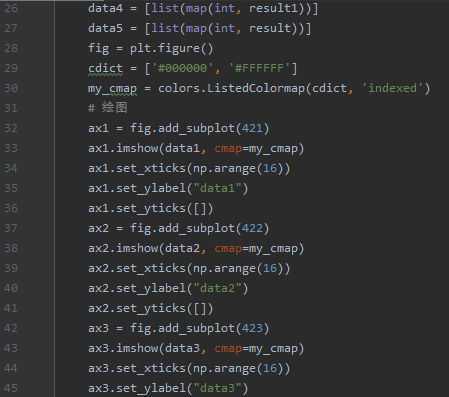 26 data4 = [list(map(int, result1))]
27 data5 = [list(map(int, result))]
28 fig = plt.figure()
29 cdict = ['#000000', '#FFFFFF']
30 my_cmap = colors.ListedColormap(cdict, 'indexed')
31 # 绘图
32 ax1 = fig.add_subplot(421)
33 ax1.imshow(data1, cmap=my_cmap)
34 ax1.set_xticks(np.arange(16))
35 ax1.set_ylabel("data1")
36 ax1.set_yticks([])
37 ax2 = fig.add_subplot(422)
38 ax2.imshow(data2, cmap=my_cmap)
39 ax2.set_xticks(np.arange(16))
40 ax2.set_ylabel("data2")
41 ax2.set_yticks([])
42 ax3 = fig.add_subplot(423)
43 ax3.imshow(data3, cmap=my_cmap)
44 ax3.set_xticks(np.arange(16))
45 ax3.set_ylabel("data3")